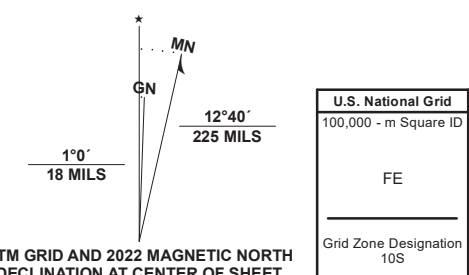 ★
MN
GN
12°40´
225 MILS
1°0´
18 MILS
TM GRID AND 2022 MAGNETIC NORTH
DECLINATION AT CENTER OF SHEET
U.S. National Grid
100,000 - m Square ID
FE
Grid Zone Designation
10S